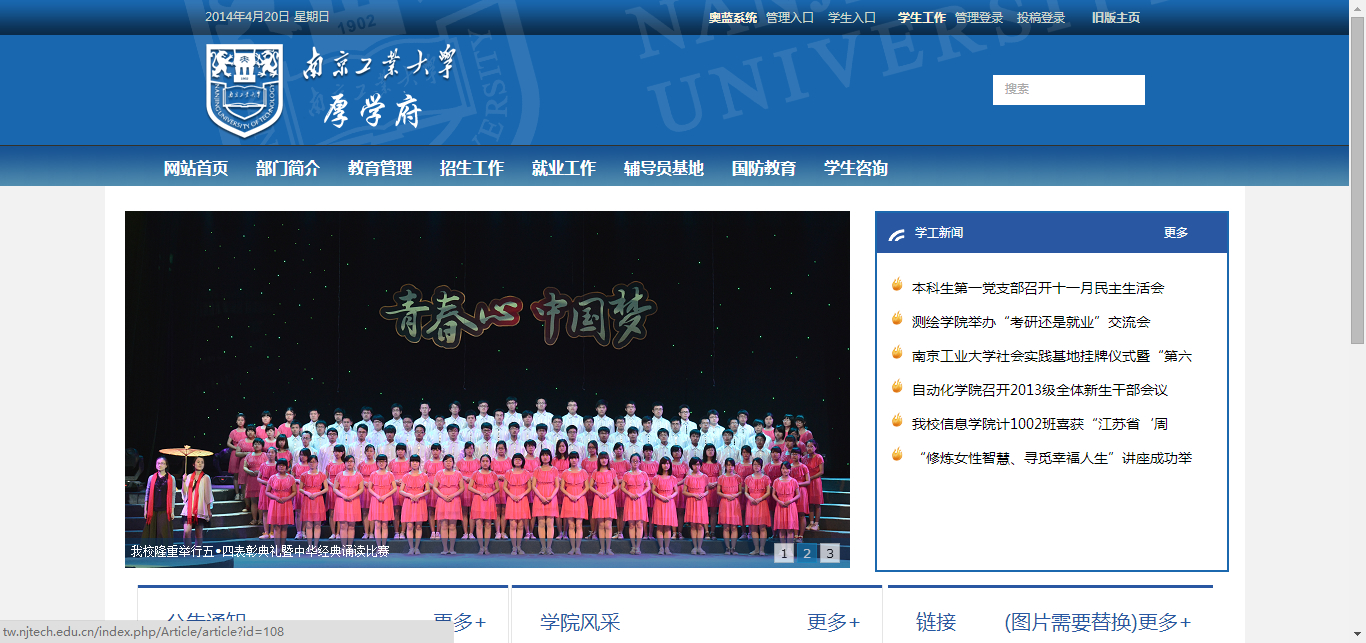 2014年4月20日 星期日
奥蓝系统 管理入口 学生入口 学生工作 管理登录 投稿登录 旧版主页
1902
NANJI
UNIVERSITY
UNIVERSITY
南京工业大学
厚学府
南京工业大学
NANJING UNIVERSITY OF TECHNOLOGY
搜索
网站首页 部门简介 教育管理 招生工作 就业工作 辅导员基地 国防教育 学生咨询
青春心 中国梦
我校隆重举行五•四表彰典礼暨中华经典诵读比赛
1 2 3
学工新闻 更多
本科生第一党支部召开十一月民主生活会
测绘学院举办“考研还是就业”交流会
南京工业大学社会实践基地挂牌仪式暨“第六
自动化学院召开2013级全体新生干部会议
我校信息学院计1002班喜获“江苏省‘周
“修炼女性智慧、寻觅幸福人生”讲座成功举
公告通知 更多+
学院风采 更多+
链接 (图片需要替换)更多+
tw.njtech.edu.cn/index.php/Article/article?id=108